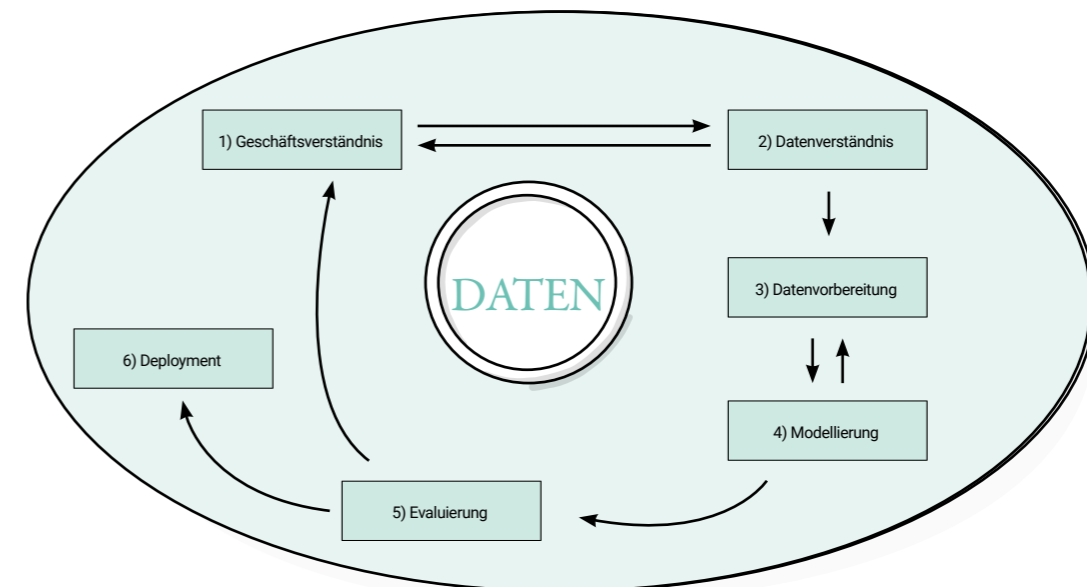 1) Geschäftsverständnis
2) Datenverständnis
DATEN
3) Datenvorbereitung
6) Deployment
4) Modellierung
5) Evaluierung